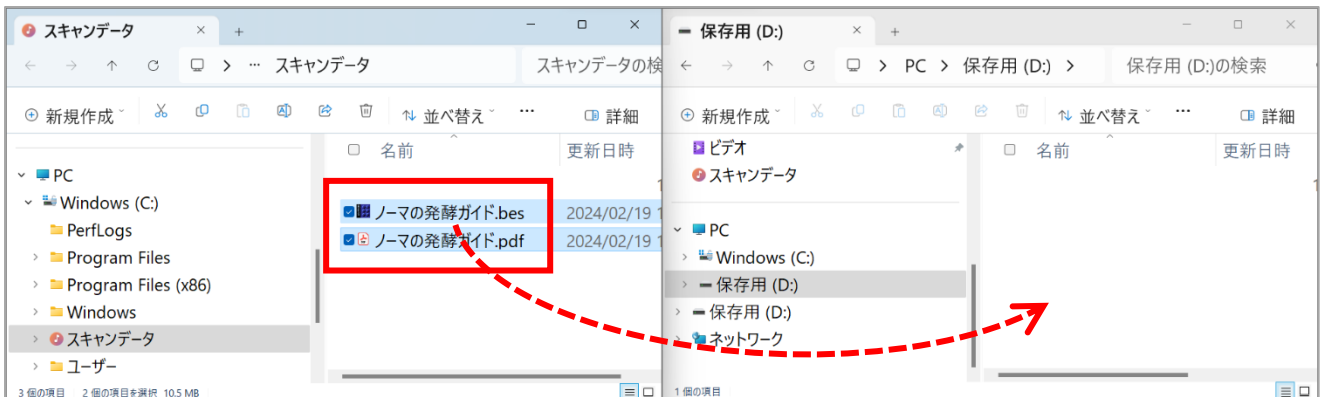 スキャンデータ
スキャンデータ
スキャンデータの検
新規作成
並べ替え
詳細
名前
更新日時
PC
Windows (C:)
PerfLogs
Program Files
Program Files (x86)
Windows
スキャンデータ
ユーザー
ノーマの発酵ガイド.bes
2024/02/19 1
ノーマの発酵ガイド.pdf
2024/02/19 1
3 個の項目
2 個の項目を選択 10.5 MB
保存用 (D:)
PC
保存用 (D:)
保存用 (D:)の検索
新規作成
並べ替え
詳細
ビデオ
スキャンデータ
名前
更新日時
PC
Windows (C:)
保存用 (D:)
保存用 (D:)
ネットワーク
1 個の項目